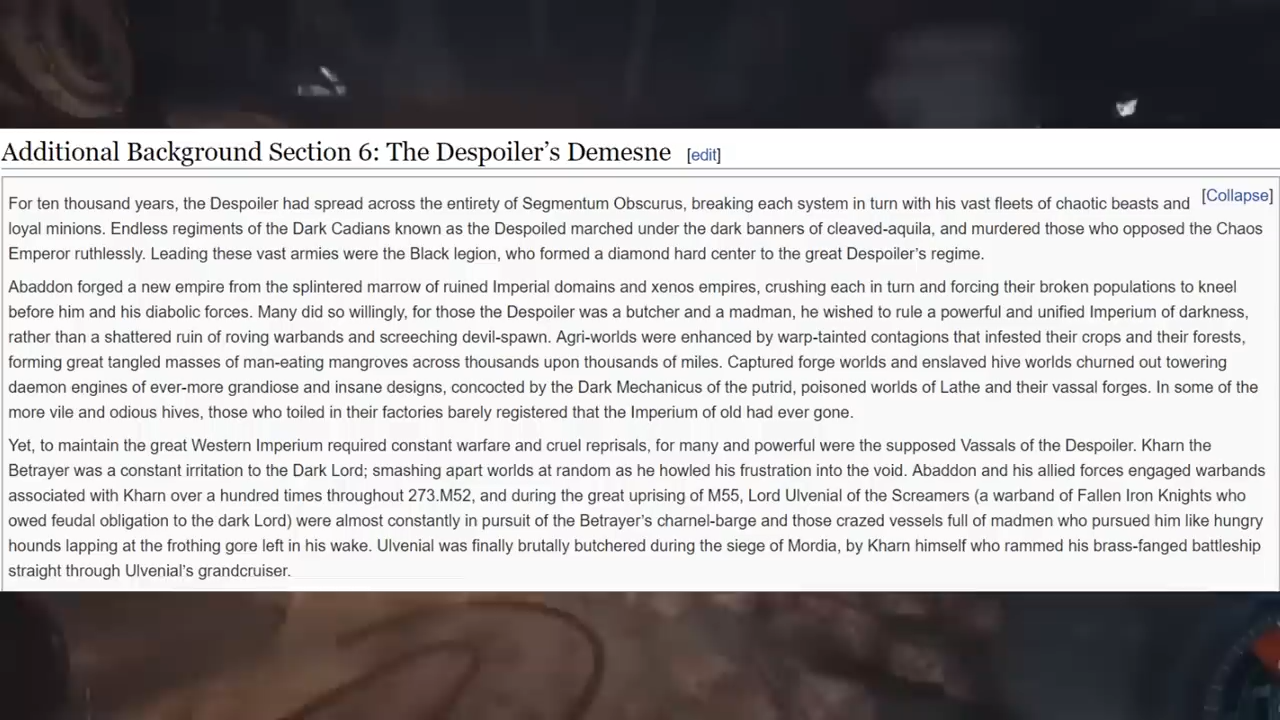 Additional Background Section 6: The Despoiler's Demesne [edit]
[Collapse]
For ten thousand years, the Despoiler had spread across the entirety of Segmentum Obscurus, breaking each system in turn with his vast fleets of chaotic beasts and
loyal minions. Endless regiments of the Dark Cadians known as the Despoiled marched under the dark banners of cleaved-aquila, and murdered those who opposed the Chaos
Emperor ruthlessly. Leading these vast armies were the Black legion, who formed a diamond hard center to the great Despoiler's regime.
Abaddon forged a new empire from the splintered marrow of ruined Imperial domains and xenos empires, crushing each in turn and forcing their broken populations to kneel
before him and his diabolic forces. Many did so willingly, for those the Despoiler was a butcher and a madman, he wished to rule a powerful and unified Imperium of darkness,
rather than a shattered ruin of roving warbands and screeching devil-spawn. Agri-worlds were enhanced by warp-tainted contagions that infested their crops and their forests,
forming great tangled masses of man-eating mangroves across thousands upon thousands of miles. Captured forge worlds and enslaved hive worlds churned out towering
daemon engines of ever-more grandiose and insane designs, concocted by the Dark Mechanicus of the putrid, poisoned worlds of Lathe and their vassal forges. In some of the
more vile and odious hives, those who toiled in their factories barely registered that the Imperium of old had ever gone.
Yet, to maintain the great Western Imperium required constant warfare and cruel reprisals, for many and powerful were the supposed Vassals of the Despoiler. Kharn the
Betrayer was a constant irritation to the Dark Lord; smashing apart worlds at random as he howled his frustration into the void. Abaddon and his allied forces engaged warbands
associated with Kharn over a hundred times throughout 273.M52, and during the great uprising of M55, Lord Ulvenial of the Screamers (a warband of Fallen Iron Knights who
owed feudal obligation to the dark Lord) were almost constantly in pursuit of the Betrayer's charnel-barge and those crazed vessels full of madmen who pursued him like hungry
hounds lapping at the frothing gore left in his wake. Ulvenial was finally brutally butchered during the siege of Mordia, by Kharn himself who rammed his brass-fanged battleship
straight through Ulvenial's grandcruiser.